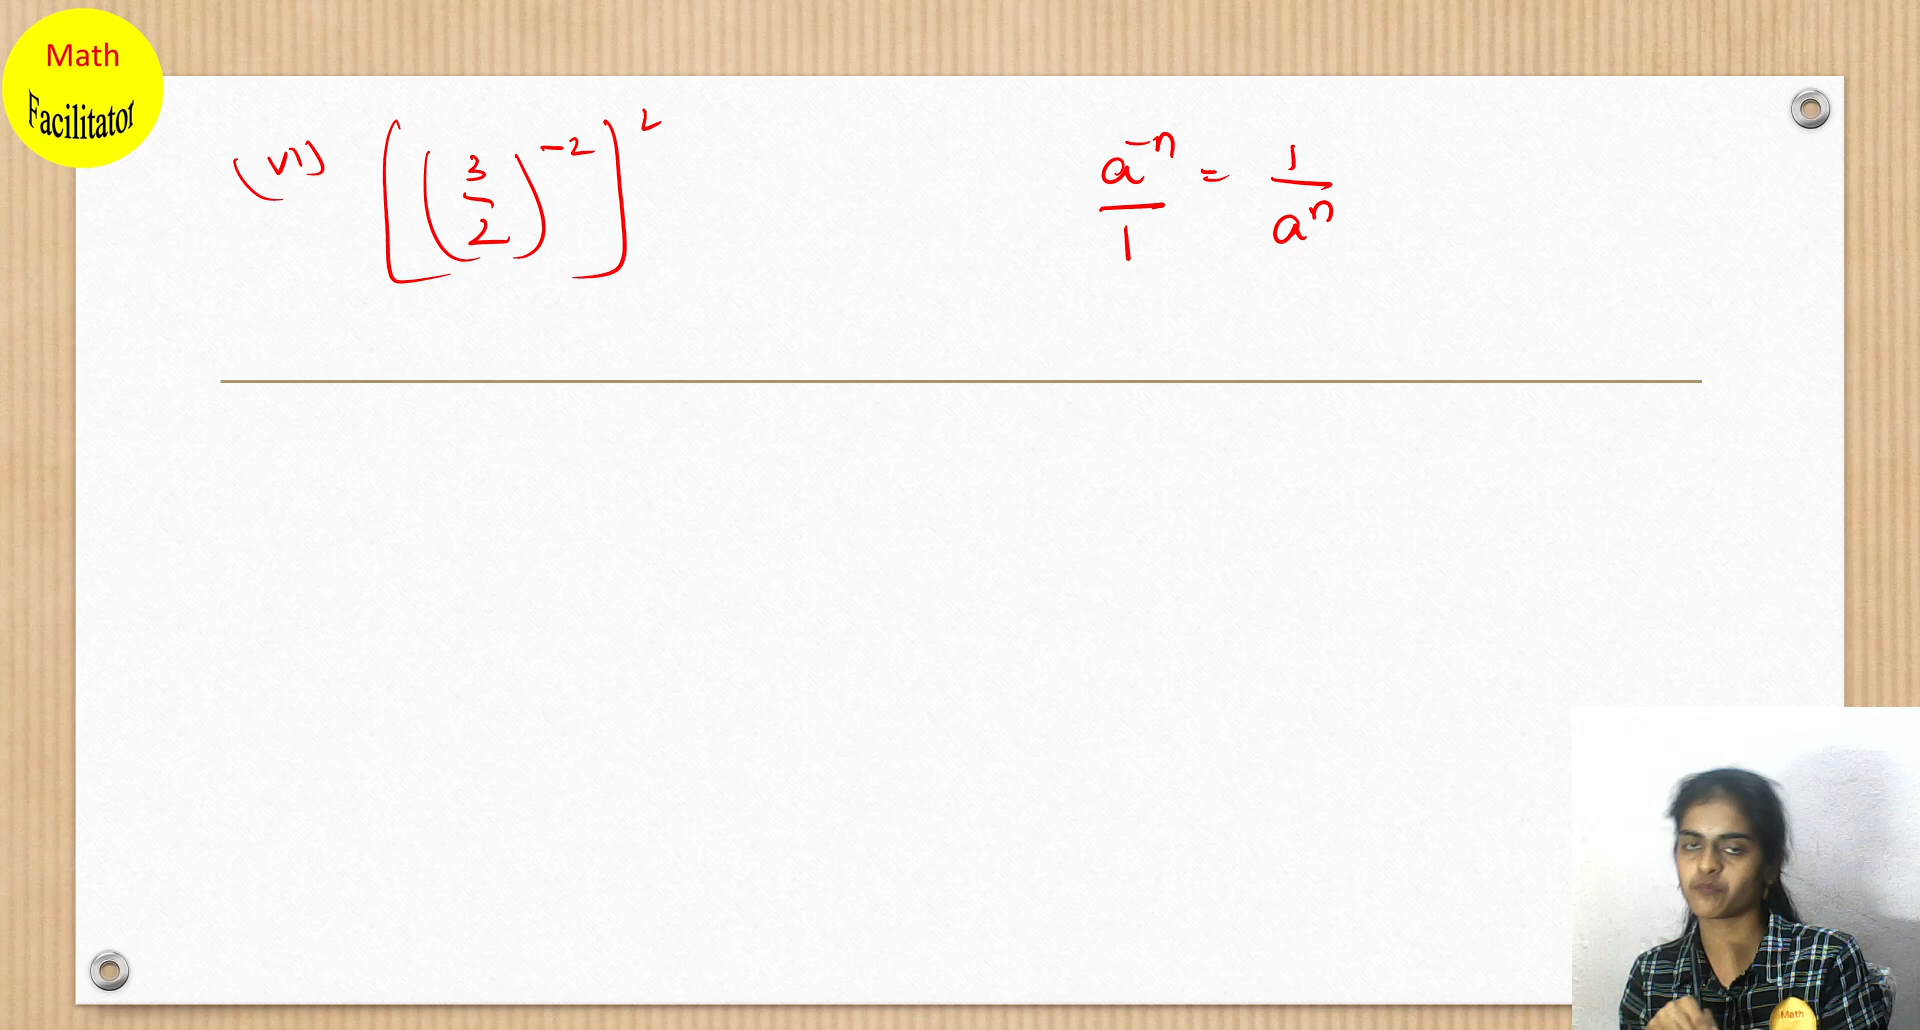 Math
Facilitator
(vi) [(3/2)^-2]^2
a^-n/1 = 1/a^n
Math